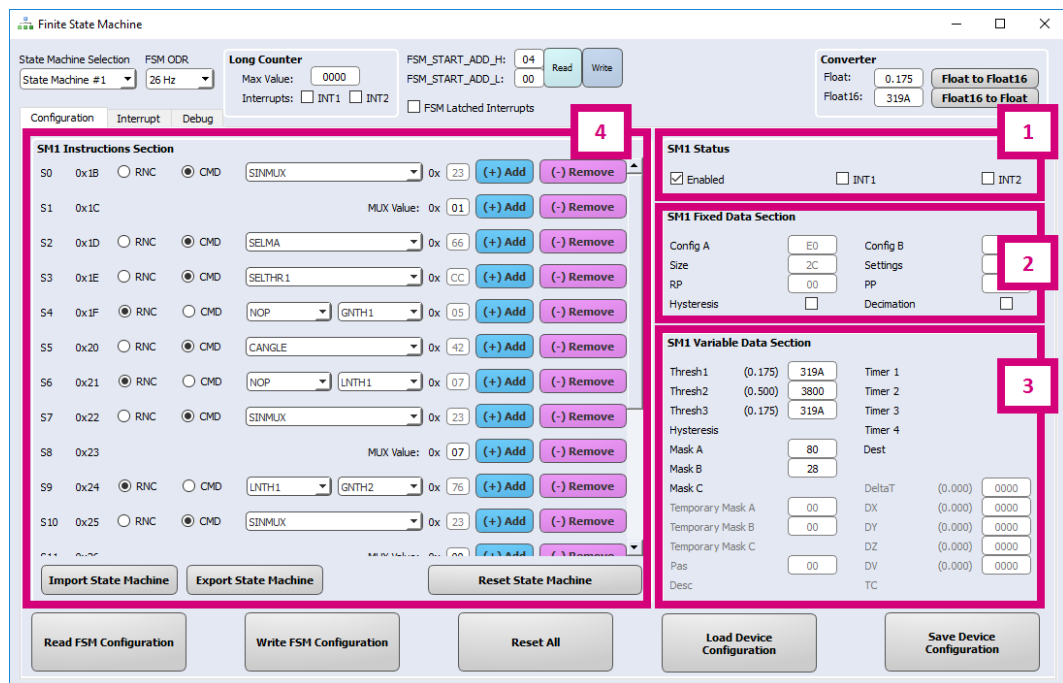 Finite State Machine
State Machine Selection FSM ODR Long Counter FSM_START_ADD_H: 04 Read Write Converter
State Machine #1 26 Hz Max Value: 0000 FSM_START_ADD_L: 00 Float: 0.175 Float to Float16
Interrupts: INT1 INT2 FSM Latched Interrupts Float16: 319A Float16 to Float
Configuration Interrupt Debug
4
SM1 Instructions Section
S0 0x1B RNC CMD SINMUX 0x 23 (+) Add (-) Remove
S1 0x1C MUX Value: 0x 01 (+) Add (-) Remove
S2 0x1D RNC CMD SELMA 0x 66 (+) Add (-) Remove
S3 0x1E RNC CMD SELTHR1 0x CC (+) Add (-) Remove
S4 0x1F RNC CMD NOP GNTH1 0x 05 (+) Add (-) Remove
S5 0x20 RNC CMD CANGLE 0x 42 (+) Add (-) Remove
S6 0x21 RNC CMD NOP LNTH1 0x 07 (+) Add (-) Remove
S7 0x22 RNC CMD SINMUX 0x 23 (+) Add (-) Remove
S8 0x23 MUX Value: 0x 07 (+) Add (-) Remove
S9 0x24 RNC CMD LNTH1 GNTH2 0x 76 (+) Add (-) Remove
S10 0x25 RNC CMD SINMUX 0x 23 (+) Add (-) Remove
Import State Machine Export State Machine Reset State Machine
1
SM1 Status
Enabled INT1 INT2
2
SM1 Fixed Data Section
Config A E0 Config B
Size 2C Settings
RP 00 PP
Hysteresis Decimation
3
SM1 Variable Data Section
Thresh1 (0.175) 319A Timer 1
Thresh2 (0.500) 3800 Timer 2
Thresh3 (0.175) 319A Timer 3
Hysteresis Timer 4
Mask A 80 Dest
Mask B 28
Mask C DeltaT (0.000) 0000
Temporary Mask A 00 DX (0.000) 0000
Temporary Mask B 00 DY (0.000) 0000
Temporary Mask C DZ (0.000) 0000
Pas 00 DV (0.000) 0000
Desc TC
Read FSM Configuration Write FSM Configuration Reset All Load Device Configuration Save Device Configuration